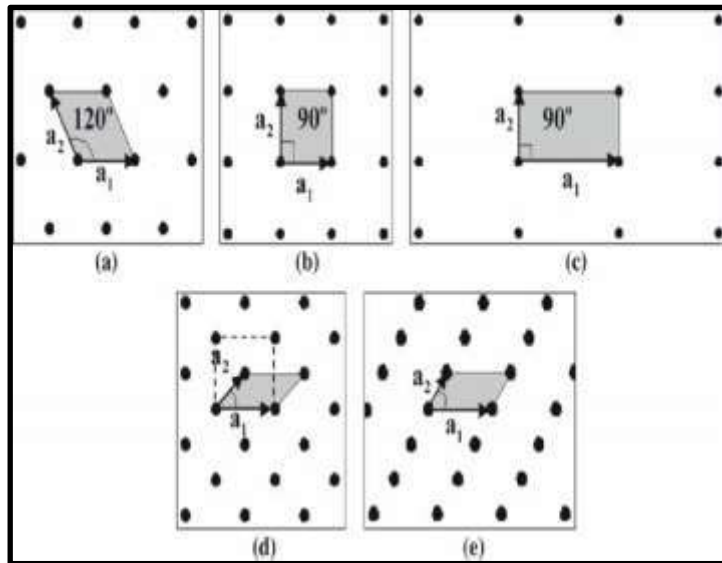 120° 90° 90°
a₂ a₂ a₂
a₁ a₁ a₁
(a) (b) (c)
a₂ a₂
a₁ a₁
(d) (e)